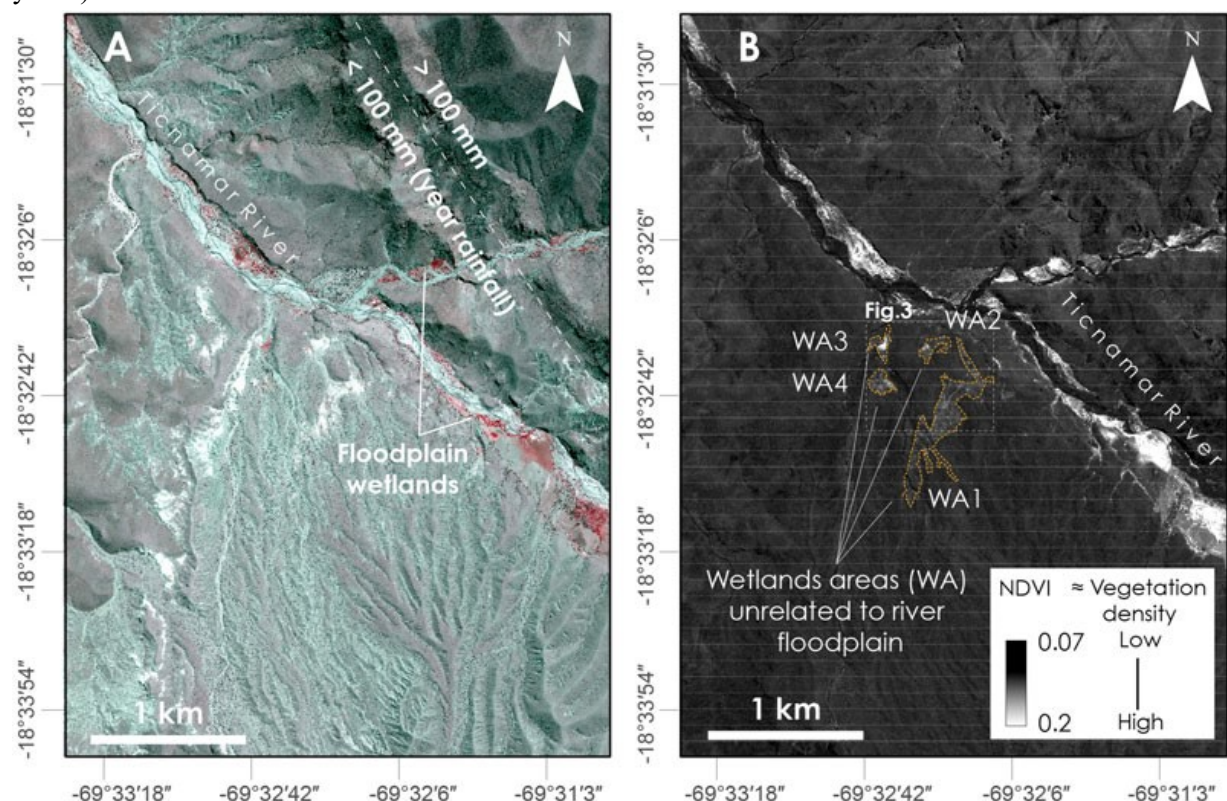 A
N
-18°31'30"
-18°32'6"
-18°32'42"
-18°33'18"
-18°33'54"
Ticnamar River
> 100 mm
< 100 mm (year rainfall)
Floodplain
wetlands
1 km
-69°33'18"
-69°32'42"
-69°32'6"
-69°31'3"
B
N
-18°31'30"
-18°32'6"
-18°32'42"
-18°33'18"
-18°33'54"
Ticnamar River
Fig.3
WA2
WA3
WA4
WA1
Wetlands areas (WA)
unrelated to river
floodplain
NDVI ≈ Vegetation
density
0.07 Low
0.2 High
1 km
-69°33'18"
-69°32'42"
-69°32'6"
-69°31'3"